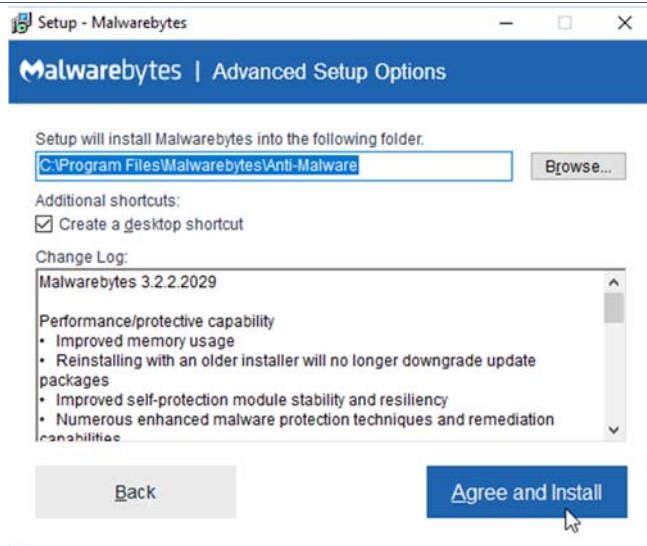 Setup - Malwarebytes
Malwarebytes | Advanced Setup Options
Setup will install Malwarebytes into the following folder.
C:\Program Files\Malwarebytes\Anti-Malware
Browse...
Additional shortcuts:
Create a desktop shortcut
Change Log:
Malwarebytes 3.2.2.2029
Performance/protective capability
• Improved memory usage
• Reinstalling with an older installer will no longer downgrade update
packages
• Improved self-protection module stability and resiliency
• Numerous enhanced malware protection techniques and remediation
capabilities
Back
Agree and Install